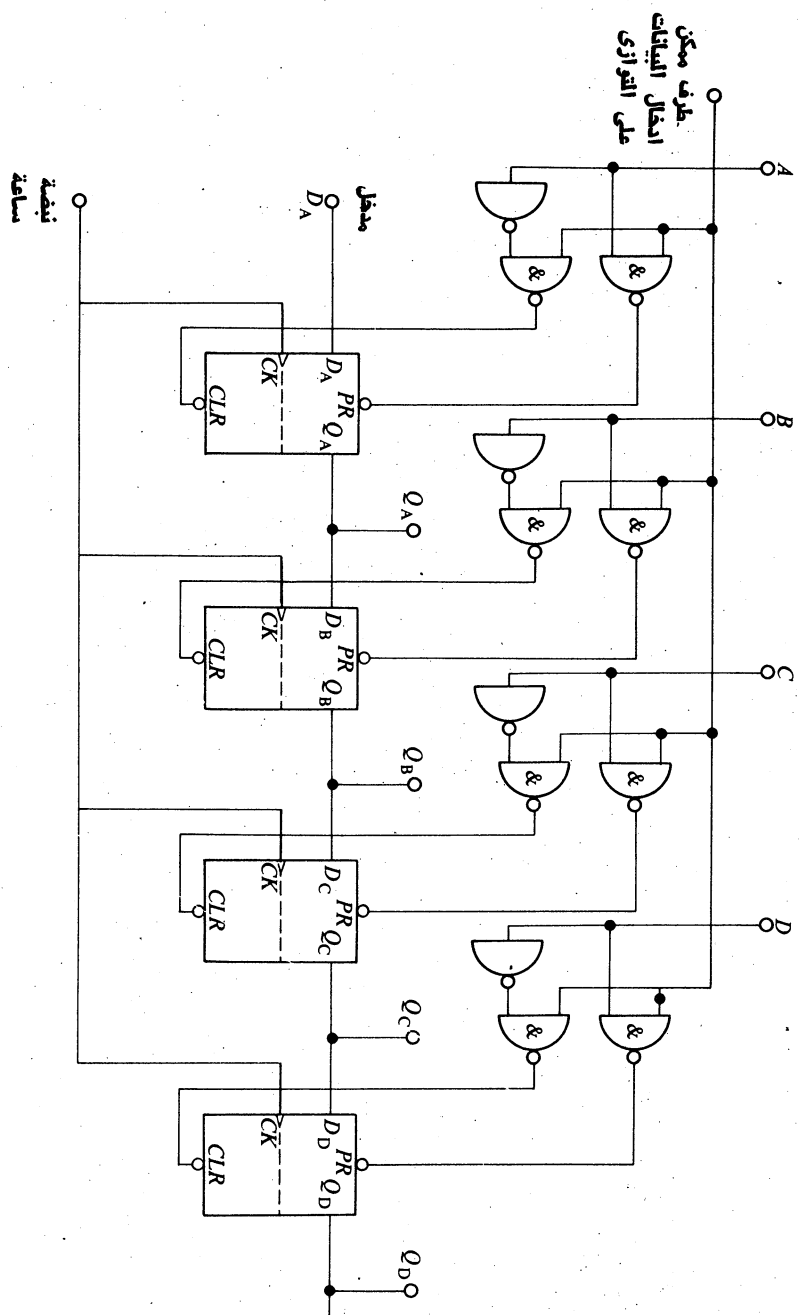 A
B
C
D
طرف ممكن
ادخال البيانات
على التوازى
&
&
&
&
&
&
&
&
مدخل
D_A
Q_A
Q_B
Q_C
Q_D
PR
D_A Q_A
CK
CLR
PR
D_B Q_B
CK
CLR
PR
D_C Q_C
CK
CLR
PR
D_D Q_D
CK
CLR
نبضة
ساعة